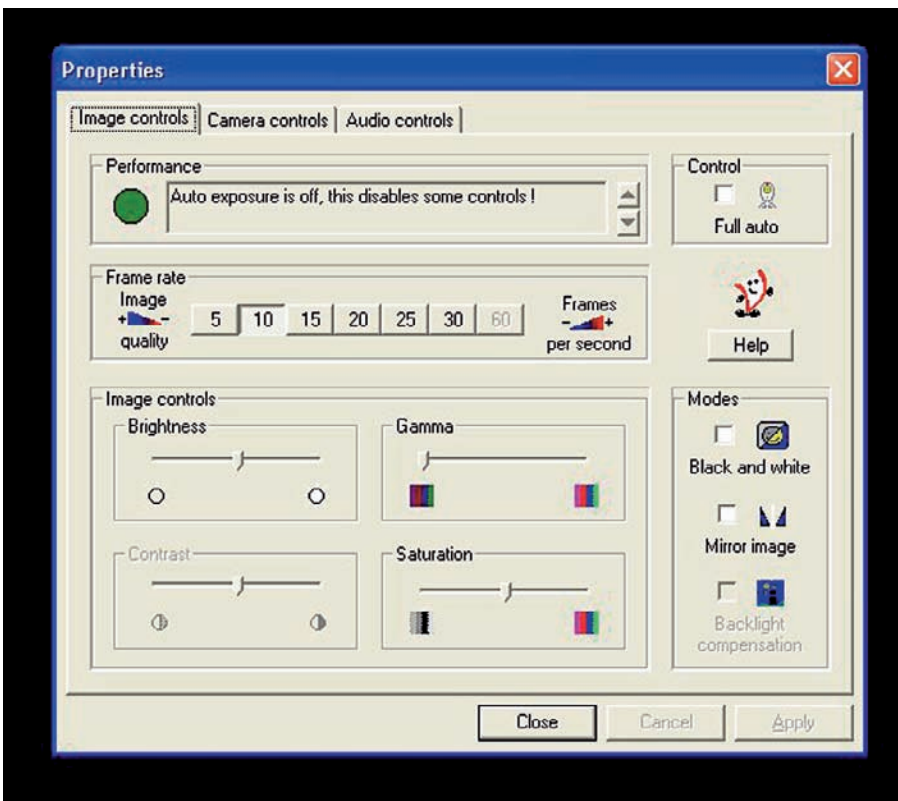 Properties
Image controls Camera controls Audio controls
Performance
Auto exposure is off, this disables some controls !
Control
Full auto
Frame rate
Image
quality
5 10 15 20 25 30 60
Frames
per second
Help
Image controls
Brightness
Gamma
Contrast
Saturation
Modes
Black and white
Mirror image
Backlight
compensation
Close Cancel Apply